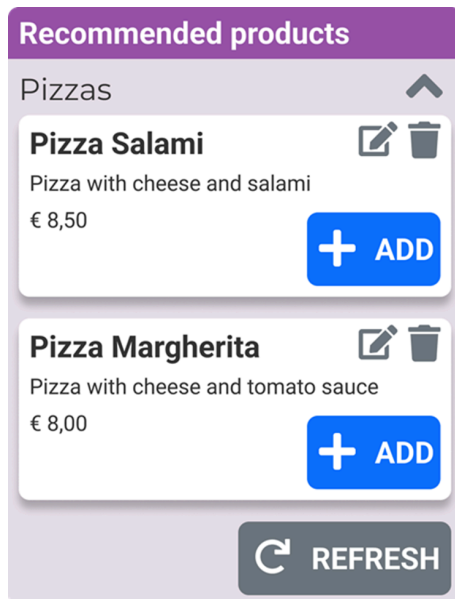 Recommended products
Pizzas
Pizza Salami
Pizza with cheese and salami
€ 8,50
ADD
Pizza Margherita
Pizza with cheese and tomato sauce
€ 8,00
ADD
REFRESH